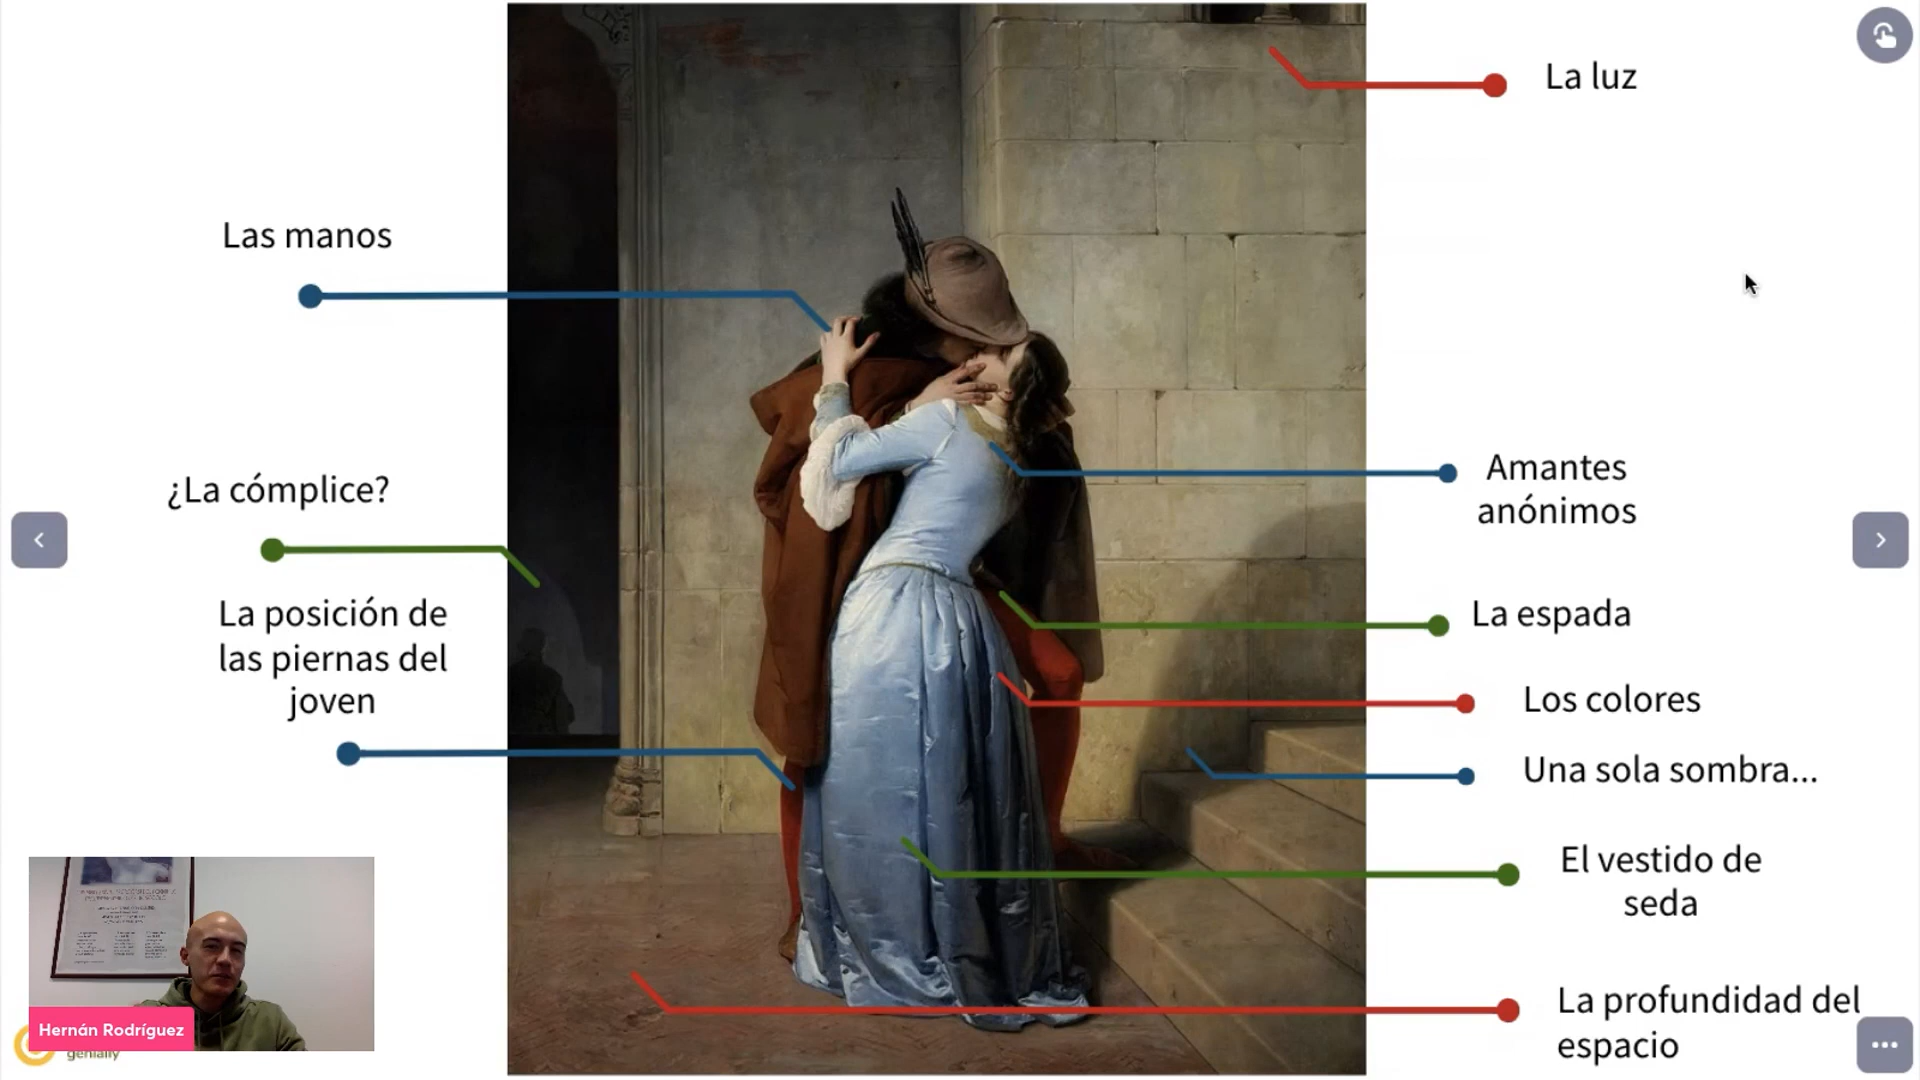 La luz
Las manos
Amantes
anónimos
¿La cómplice?
La posición de
las piernas del
joven
La espada
Los colores
Una sola sombra...
El vestido de
seda
La profundidad del
espacio
Hernán Rodríguez
genially